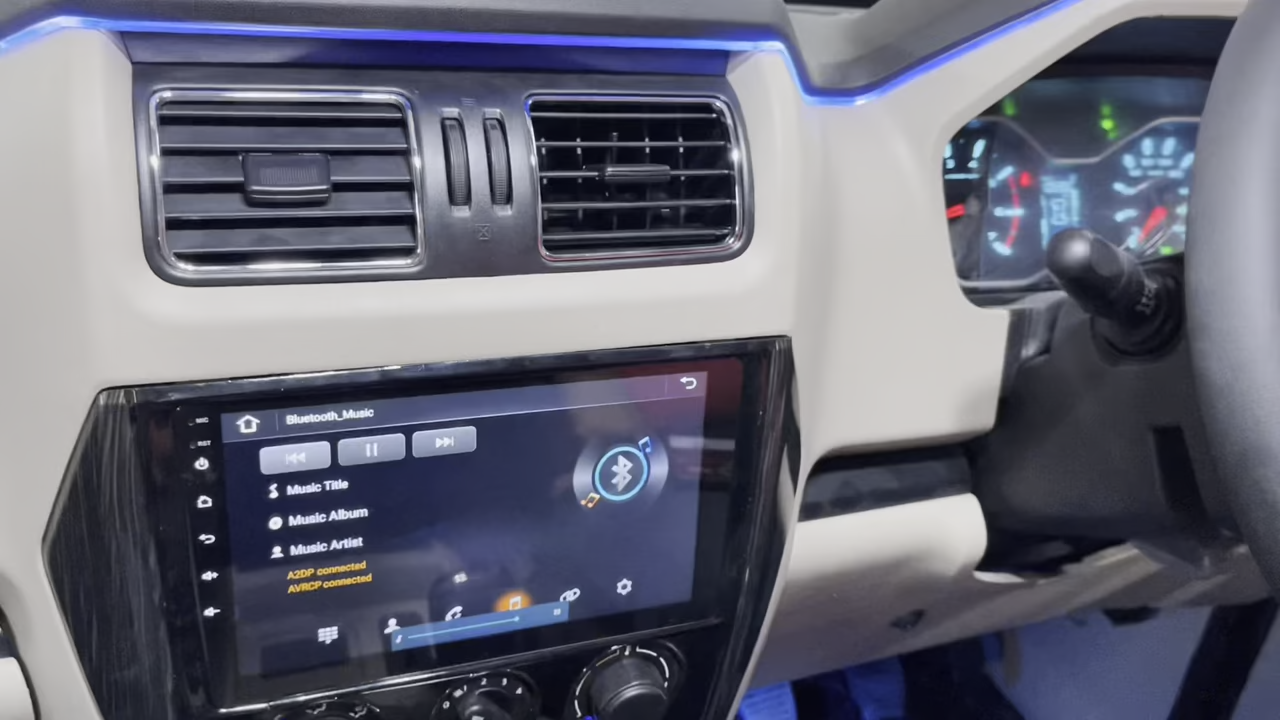 Bluetooth_Music
MIC
RST
Music Title
Music Album
Music Artist
A2DP connected
AVRCP connected